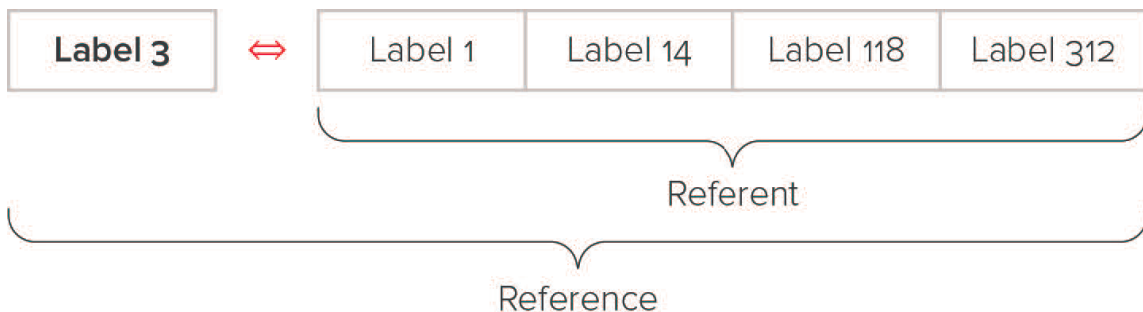 Label 3 ⇔ Label 1 Label 14 Label 118 Label 312
Referent
Reference